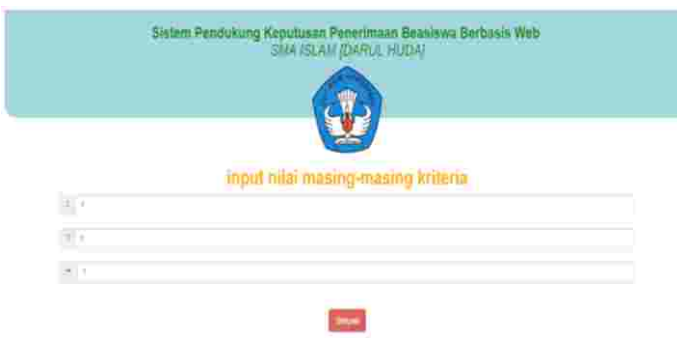 Sistem Pendukung Keputusan Penerimaan Beasiswa Berbasis Web
SMA ISLAM [DARUL HUDA]
input nilai masing-masing kriteria